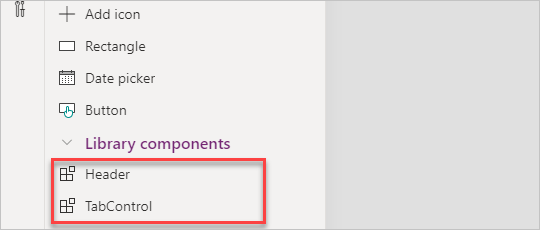 Add icon
Rectangle
Date picker
Button
Library components
Header
TabControl